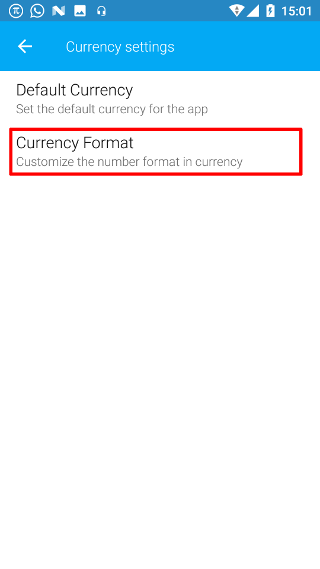 15:01
Currency settings
Default Currency
Set the default currency for the app
Currency Format
Customize the number format in currency